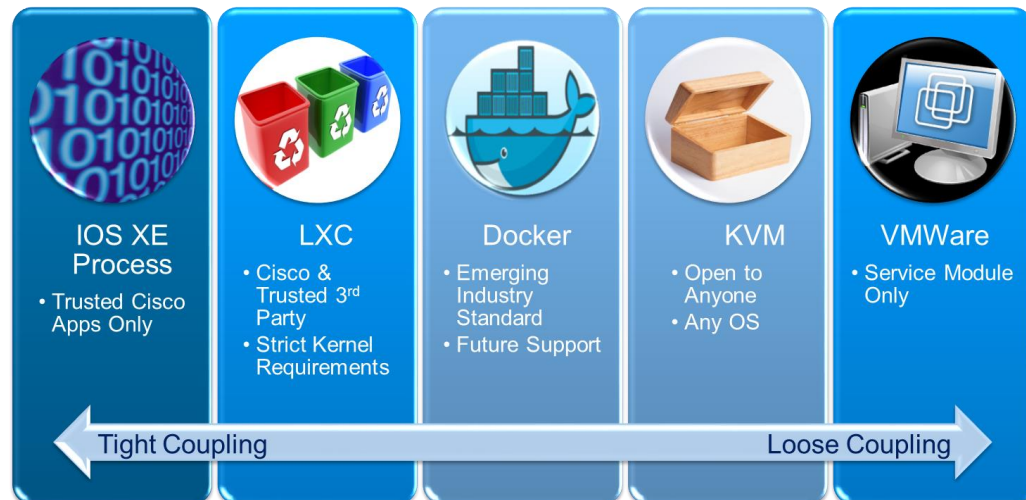 IOS XE
Process
• Trusted Cisco
Apps Only
LXC
• Cisco &
Trusted 3rd
Party
• Strict Kernel
Requirements
Docker
• Emerging
Industry
Standard
• Future Support
KVM
• Open to
Anyone
• Any OS
VMWare
• Service Module
Only
Tight Coupling
Loose Coupling